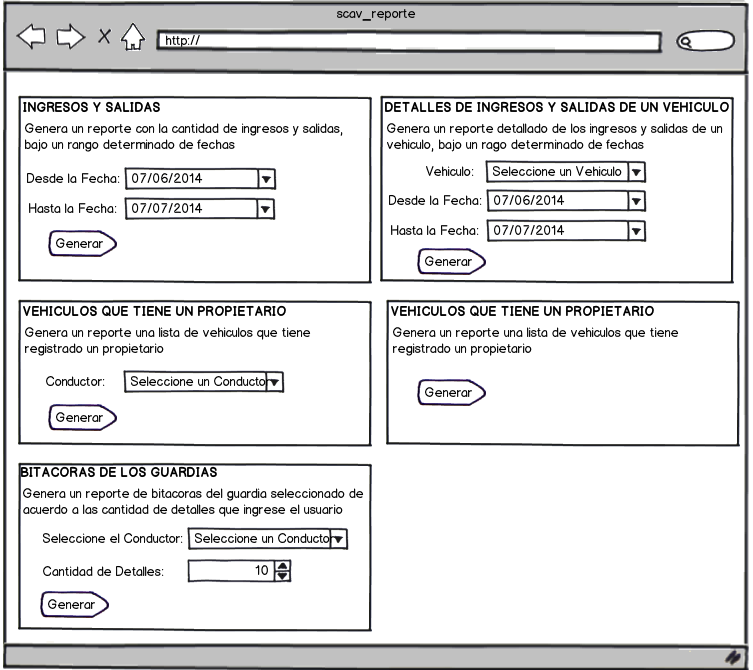 scav_reporte
http://
INGRESOS Y SALIDAS
Genera un reporte con la cantidad de ingresos y salidas,
bajo un rango determinado de fechas
Desde la Fecha: 07/06/2014
Hasta la Fecha: 07/07/2014
Generar
DETALLES DE INGRESOS Y SALIDAS DE UN VEHICULO
Genera un reporte detallado de los ingresos y salidas de un
vehiculo, bajo un rago determinado de fechas
Vehiculo: Seleccione un Vehiculo
Desde la Fecha: 07/06/2014
Hasta la Fecha: 07/07/2014
Generar
VEHICULOS QUE TIENE UN PROPIETARIO
Genera un reporte una lista de vehiculos que tiene
registrado un propietario
Conductor: Seleccione un Conducto
Generar
VEHICULOS QUE TIENE UN PROPIETARIO
Genera un reporte una lista de vehiculos que tiene
registrado un propietario
Generar
BITACORAS DE LOS GUARDIAS
Genera un reporte de bitacoras del guardia seleccionado de
acuerdo a las cantidad de detalles que ingrese el usuario
Seleccione el Conductor: Seleccione un Conducto
Cantidad de Detalles: 10
Generar